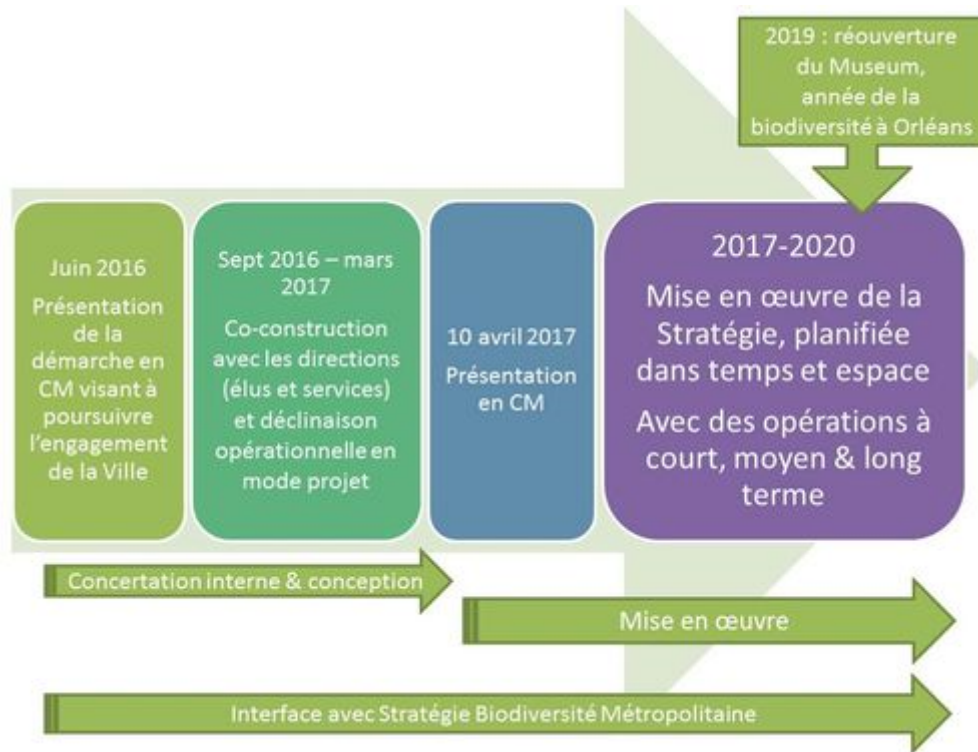 2019 : réouverture
du Museum,
année de la
biodiversité à Orléans
Juin 2016
Présentation
de la
démarche en
CM visant à
poursuivre
l'engagement
de la Ville
Sept 2016 – mars
2017
Co-construction
avec les directions
(élus et services)
et déclinaison
opérationnelle en
mode projet
10 avril 2017
Présentation
en CM
2017-2020
Mise en œuvre de la
Stratégie, planifiée
dans temps et espace
Avec des opérations à
court, moyen & long
terme
Concertation interne & conception
Mise en œuvre
Interface avec Stratégie Biodiversité Métropolitaine